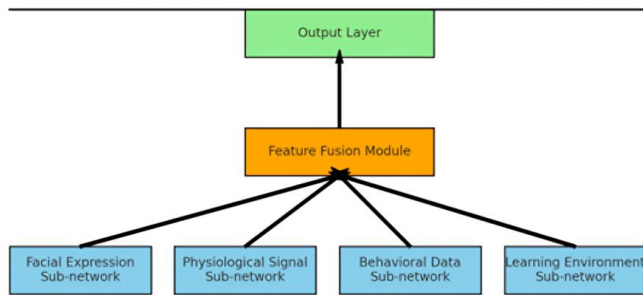 Output Layer
Feature Fusion Module
Facial Expression
Sub-network
Physiological Signal
Sub-network
Behavioral Data
Sub-network
Learning Environment
Sub-network